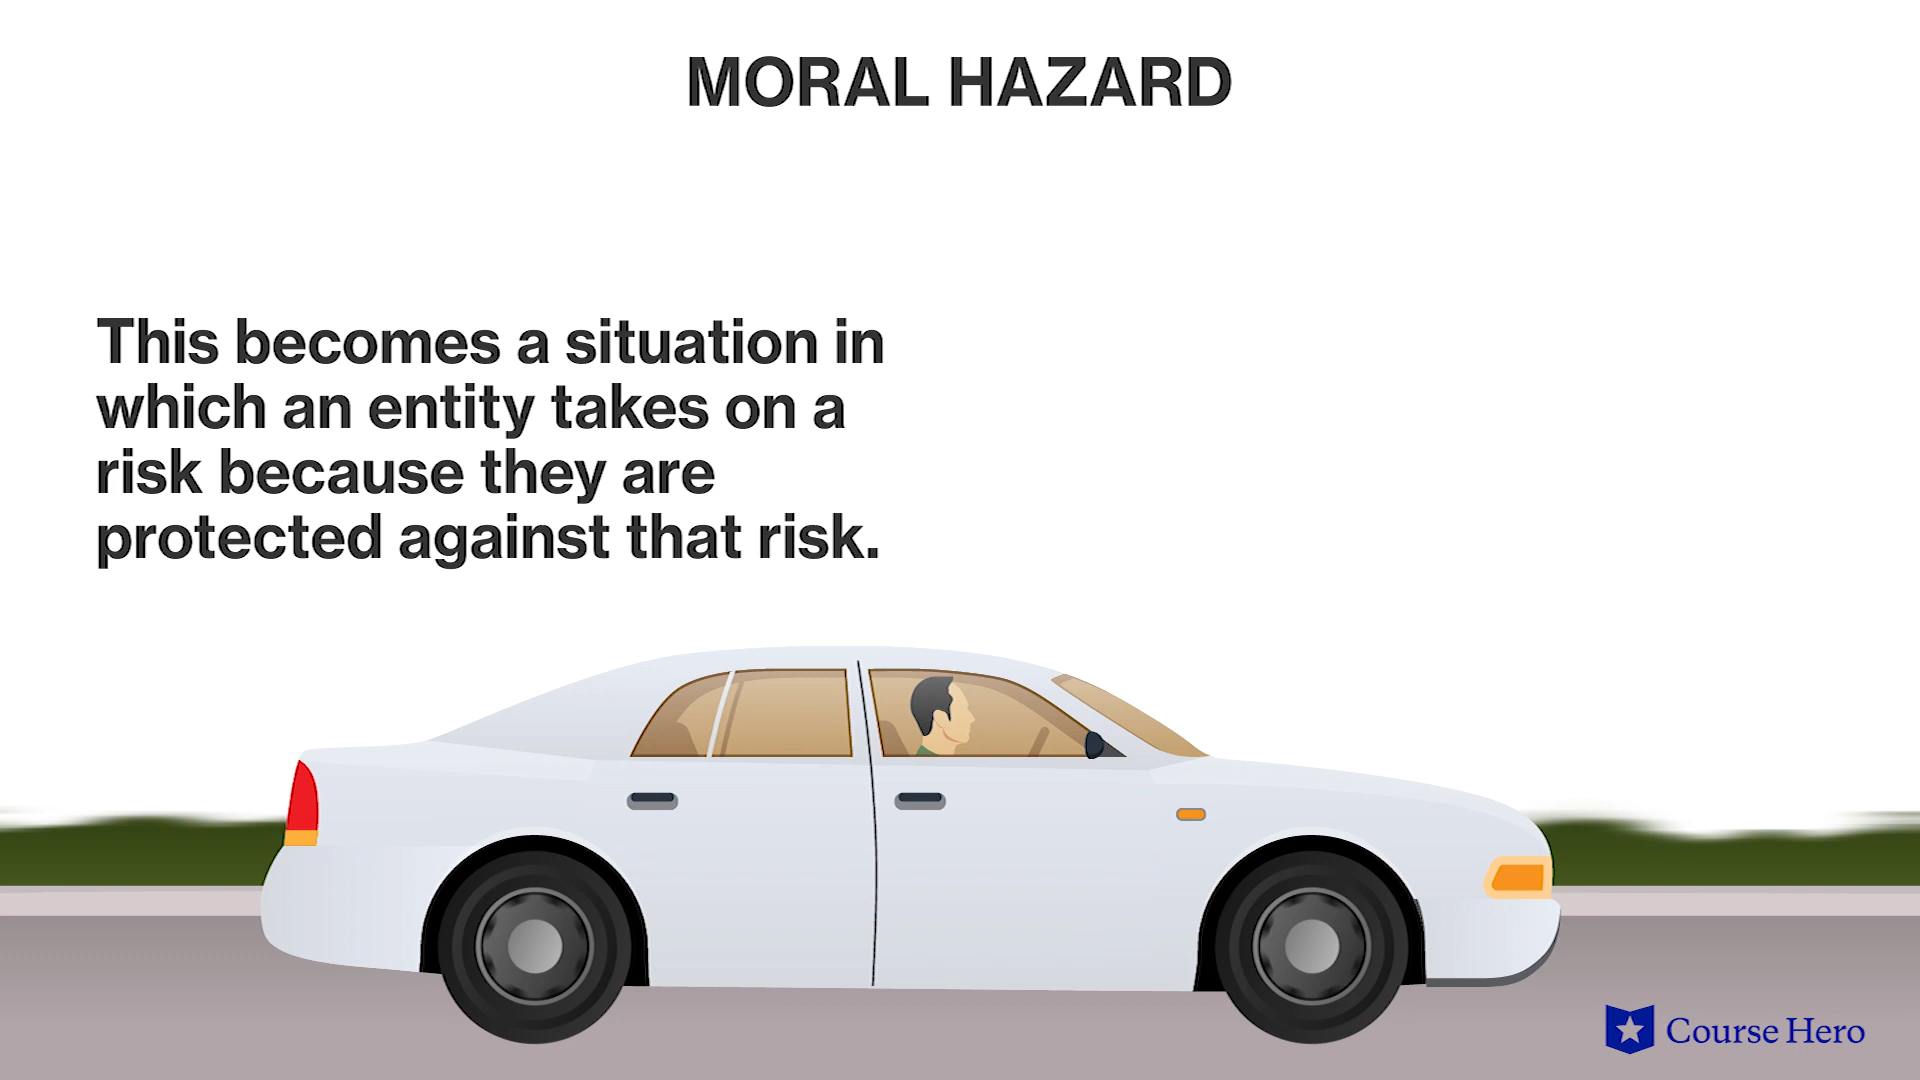 MORAL HAZARD
This becomes a situation in
which an entity takes on a
risk because they are
protected against that risk.
Course Hero